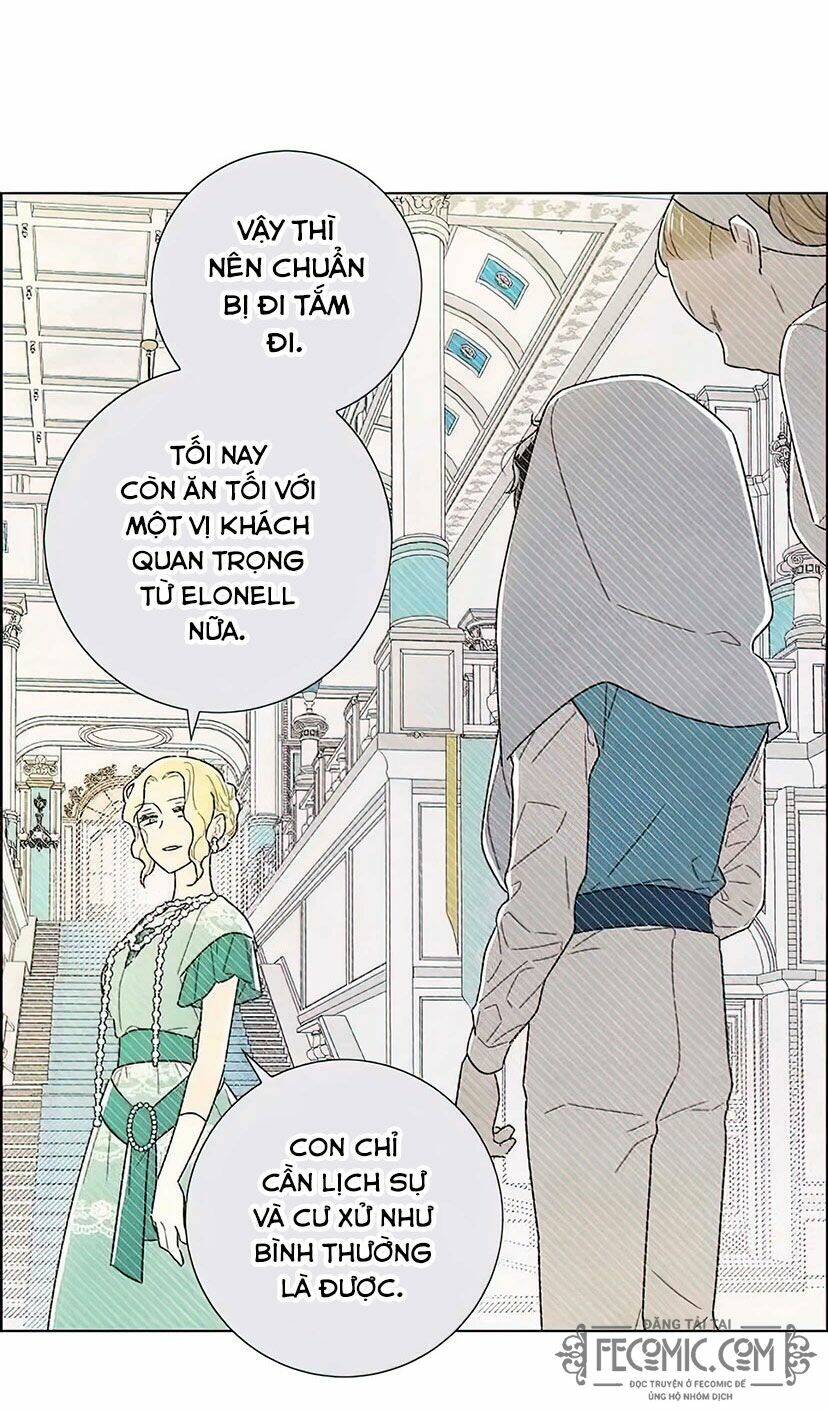 VẬY THÌ
NÊN CHUẨN
BỊ ĐI TẮM
ĐI.
TỐI NAY
CÒN ĂN TỐI VỚI
MỘT VỊ KHÁCH
QUAN TRỌNG
TỪ ELONELL
NỮA.
CON CHỈ
CẦN LỊCH SỰ
VÀ CƯ XỬ NHƯ
BÌNH THƯỜNG
LÀ ĐƯỢC.
ĐĂNG TẢI TẠI
FECOMIC.COM
ĐỌC TRUYỆN Ở FECOMIC ĐỂ
ỦNG HỘ NHÓM DỊCH